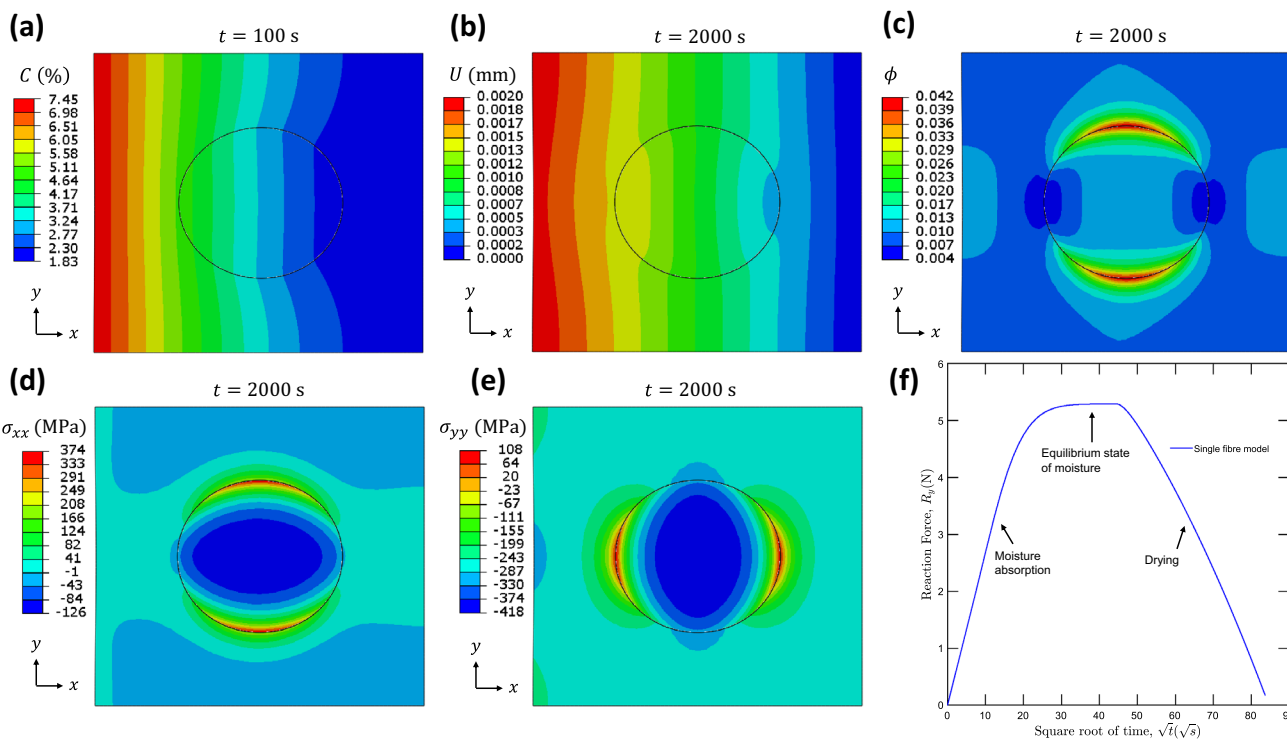 (a)
t = 100 s
C (%)
7.45
6.98
6.51
6.05
5.58
5.11
4.64
4.17
3.71
3.24
2.77
2.30
1.83
y
x
(b)
t = 2000 s
U (mm)
0.0020
0.0018
0.0017
0.0015
0.0013
0.0012
0.0010
0.0008
0.0007
0.0005
0.0003
0.0002
0.0000
y
x
(c)
t = 2000 s
ϕ
0.042
0.039
0.036
0.033
0.029
0.026
0.023
0.020
0.017
0.013
0.010
0.007
0.004
y
x
(d)
t = 2000 s
σxx (MPa)
374
333
291
249
208
166
124
82
41
-1
-43
-84
-126
y
x
(e)
t = 2000 s
σyy (MPa)
108
64
20
-23
-67
-111
-155
-199
-243
-287
-330
-374
-418
y
x
(f)
6
5
4
3
2
1
0
Reaction Force, Ry(N)
Single fibre model
Equilibrium state
of moisture
Moisture
absorption
Drying
0 10 20 30 40 50 60 70 80 90
Square root of time, √t(√s)